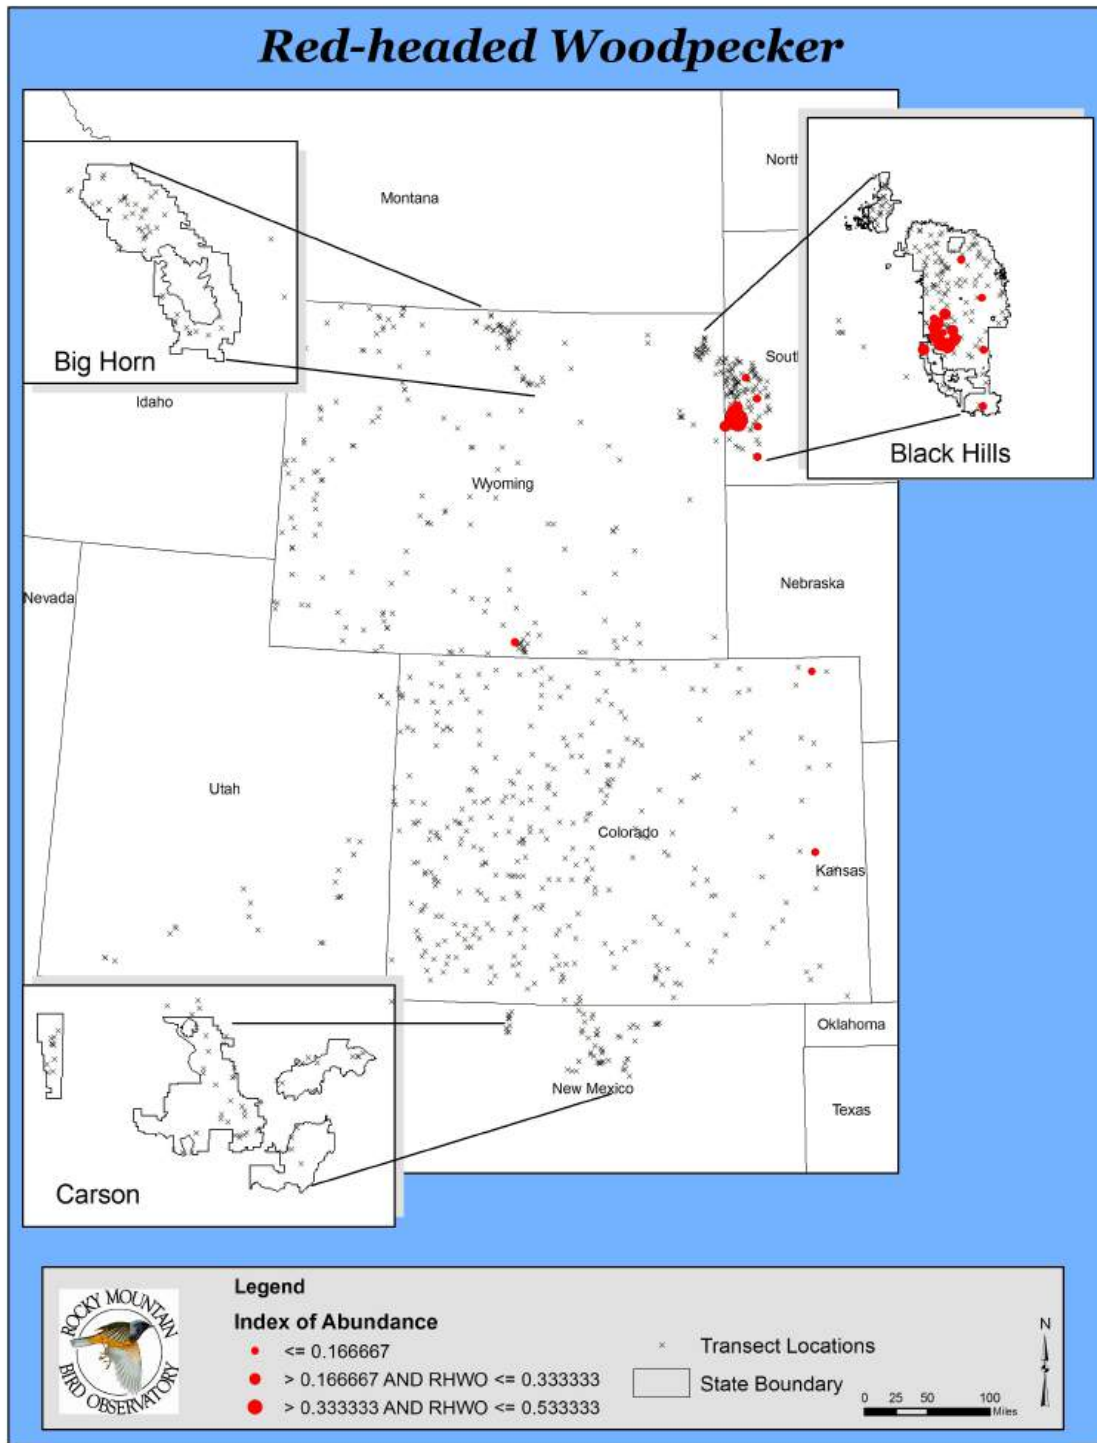 Red-headed Woodpecker
Montana
North
South
Big Horn
Idaho
Black Hills
Wyoming
Nevada
Nebraska
Utah
Colorado
Kansas
Oklahoma
New Mexico
Texas
Carson
Legend
Index of Abundance
<= 0.166667
> 0.166667 AND RHWO <= 0.333333
> 0.333333 AND RHWO <= 0.533333
Transect Locations
State Boundary
N
0 25 50 100
Miles
ROCKY MOUNTAIN
BIRD OBSERVATORY